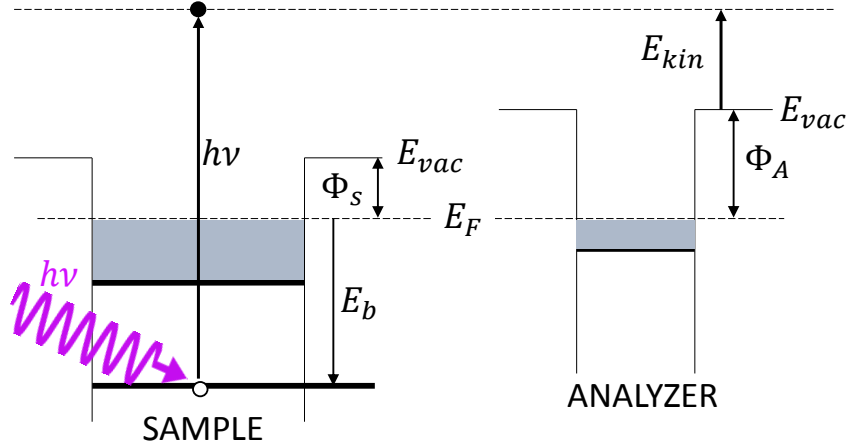 E_kin
E_vac
hν
E_vac
Φ_s
Φ_A
E_F
hν
E_b
ANALYZER
SAMPLE